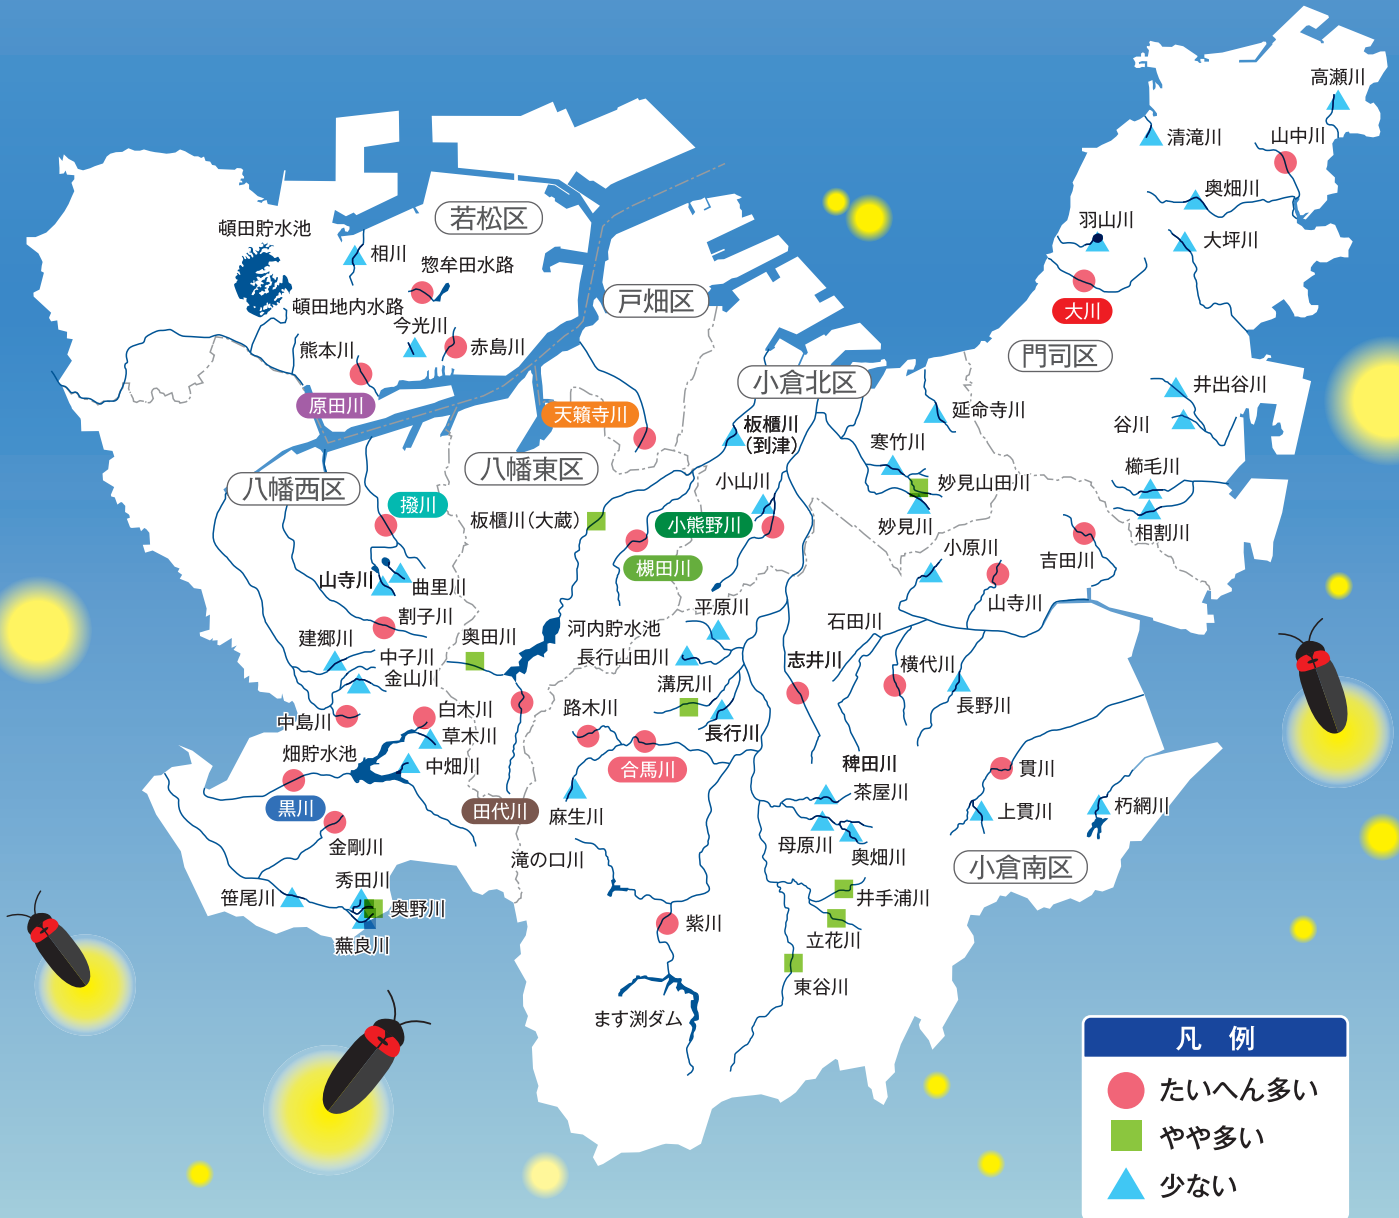 高瀬川
清滝川
山中川
奥畑川
羽山川
大坪川
大川
門司区
井出谷川
谷川
櫛毛川
相割川
吉田川
若松区
頓田貯水池
相川
惣牟田水路
頓田地内水路
今光川
熊本川
赤島川
原田川
戸畑区
天籟寺川
小倉北区
板櫃川
（到津）
延命寺川
寒竹川
妙見山田川
妙見川
小山川
小熊野川
八幡東区
板櫃川（大蔵）
槻田川
八幡西区
撥川
山寺川
曲里川
割子川
建郷川
中子川
金山川
中島川
奥田川
河内貯水池
白木川
草木川
中畑川
畑貯水池
黒川
田代川
金剛川
笹尾川
秀田川
奥野川
蕪良川
小原川
山寺川
平原川
長行山田川
溝尻川
長行川
石田川
志井川
横代川
長野川
路木川
合馬川
麻生川
滝の口川
稗田川
茶屋川
母原川
奥畑川
貫川
上貫川
朽網川
小倉南区
井手浦川
立花川
東谷川
紫川
ます渕ダム
凡 例
たいへん多い
やや多い
少ない